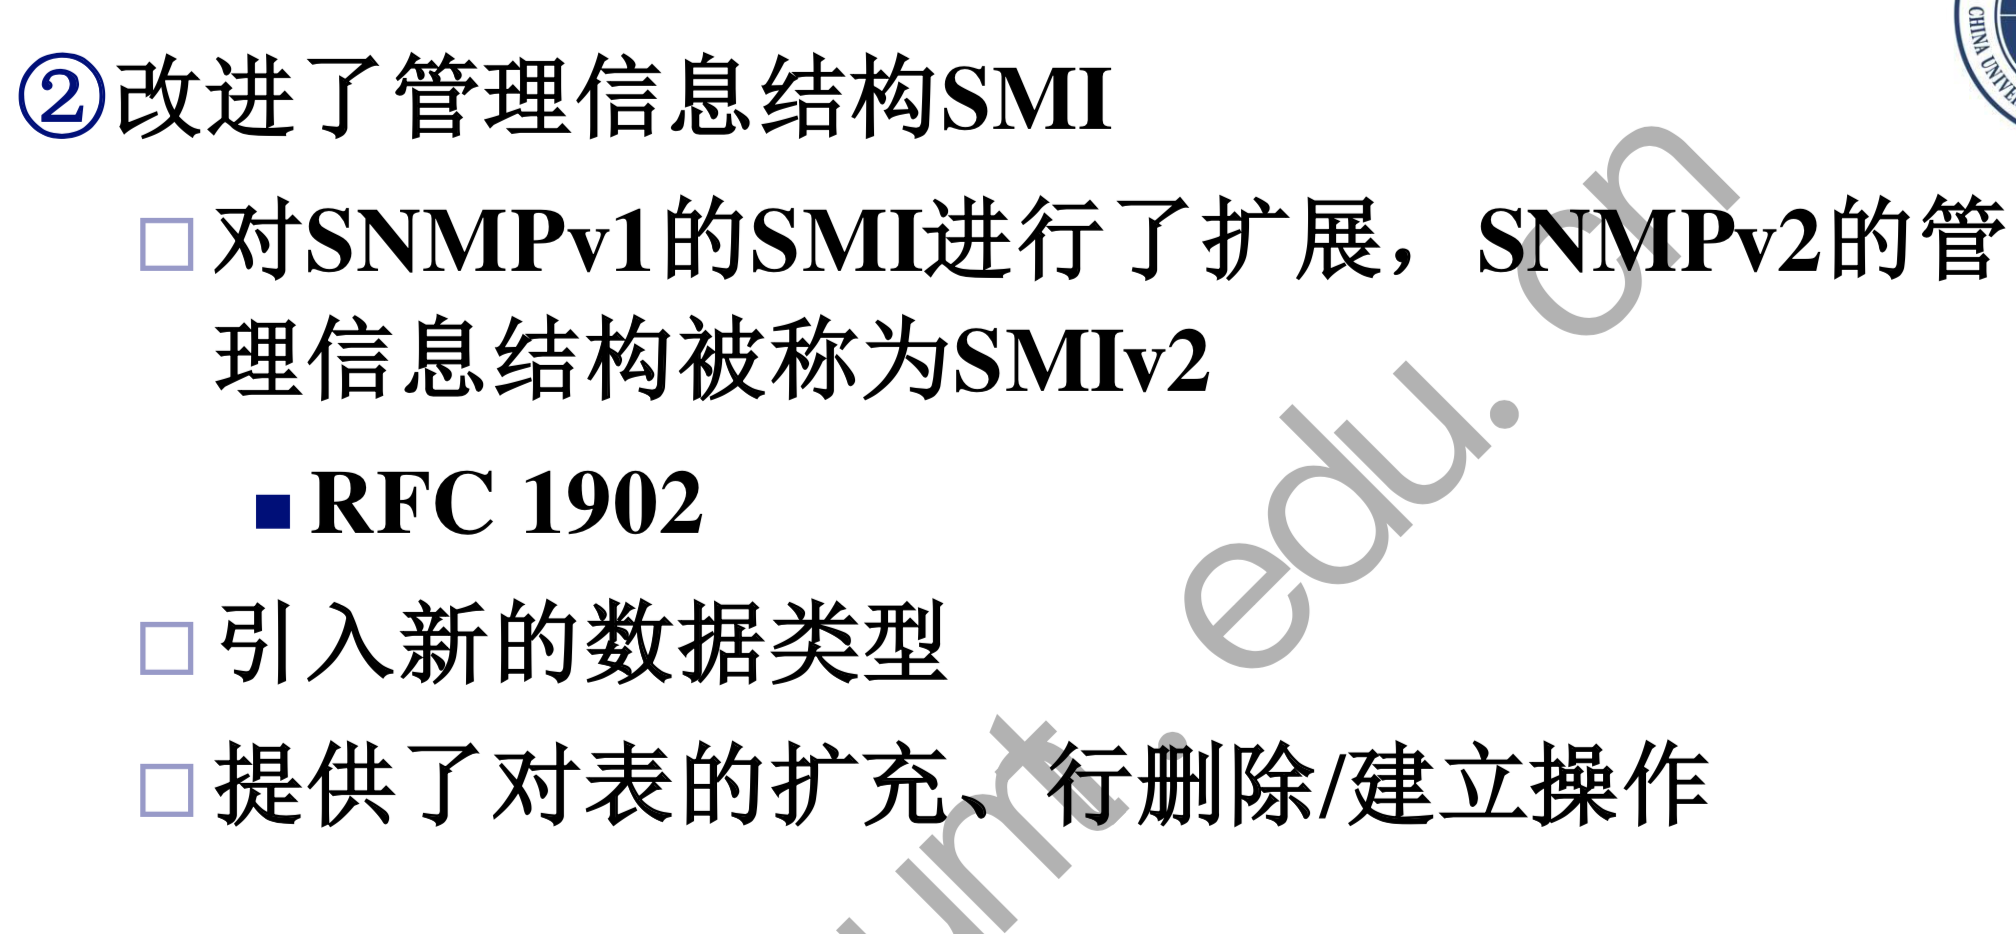 ②改进了管理信息结构SMI
对SNMPv1的SMI进行了扩展，SNMPv2的管
理信息结构被称为SMIv2
RFC 1902
引入新的数据类型
提供了对表的扩充、行删除/建立操作
CHINA
umt.edu.cn